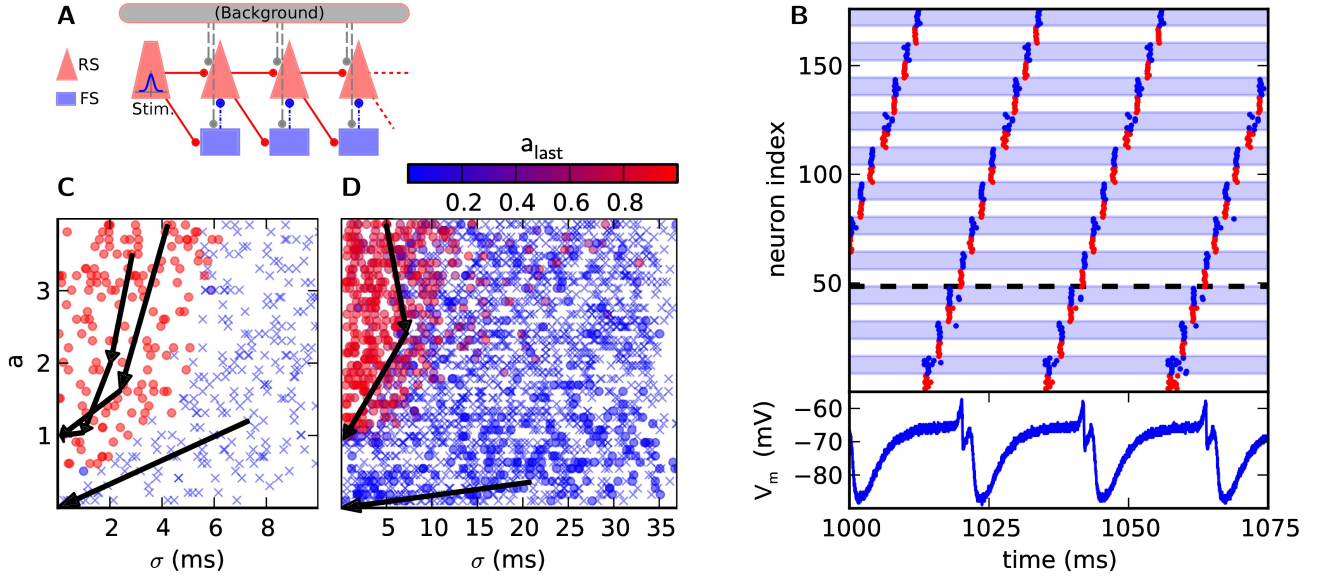 A
(Background)
RS
FS
Stim.
B
neuron index
150
100
50
−60
−70
−80
Vm (mV)
1000 1025 1050 1075
time (ms)
a_last
0.2 0.4 0.6 0.8
C
a
3
2
1
2 4 6 8
σ (ms)
D
5 10 15 20 25 30 35
σ (ms)